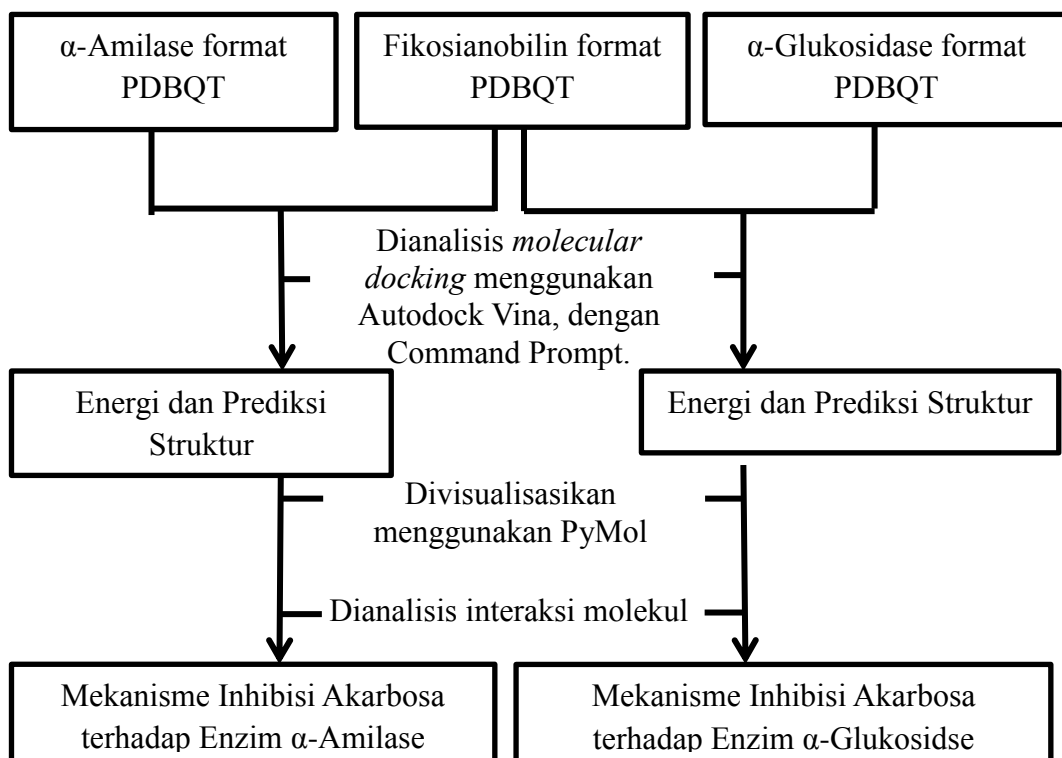 α-Amilase format
PDBQT
Fikosianobilin format
PDBQT
α-Glukosidase format
PDBQT
Dianalisis molecular
docking menggunakan
Autodock Vina, dengan
Command Prompt.
Energi dan Prediksi
Struktur
Energi dan Prediksi Struktur
Divisualisasikan
menggunakan PyMol
Dianalisis interaksi molekul
Mekanisme Inhibisi Akarbosa
terhadap Enzim α-Amilase
Mekanisme Inhibisi Akarbosa
terhadap Enzim α-Glukosidse